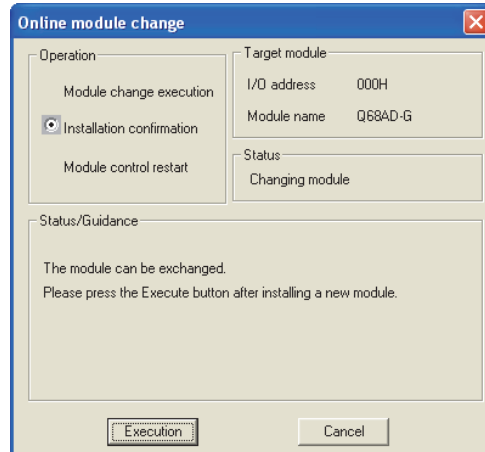 Online module change
Operation
Module change execution
Installation confirmation
Module control restart
Target module
I/O address 000H
Module name Q68AD-G
Status
Changing module
Status/Guidance
The module can be exchanged.
Please press the Execute button after installing a new module.
Execution
Cancel